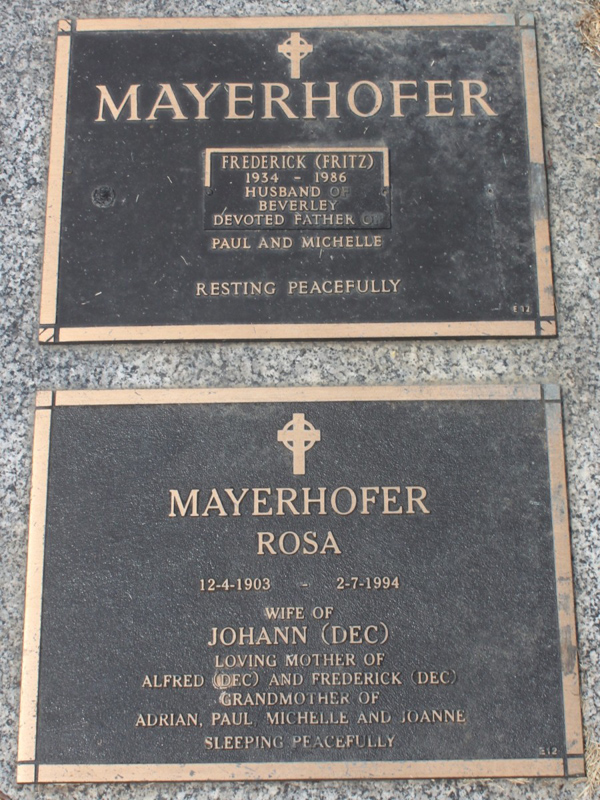 MAYERHOFER
FREDERICK (FRITZ)
1934 - 1986
HUSBAND OF
BEVERLEY
DEVOTED FATHER OF
PAUL AND MICHELLE
RESTING PEACEFULLY
E 12
MAYERHOFER
ROSA
12-4-1903 - 2-7-1994
WIFE OF
JOHANN (DEC)
LOVING MOTHER OF
ALFRED (DEC) AND FREDERICK (DEC)
GRANDMOTHER OF
ADRIAN, PAUL, MICHELLE AND JOANNE
SLEEPING PEACEFULLY